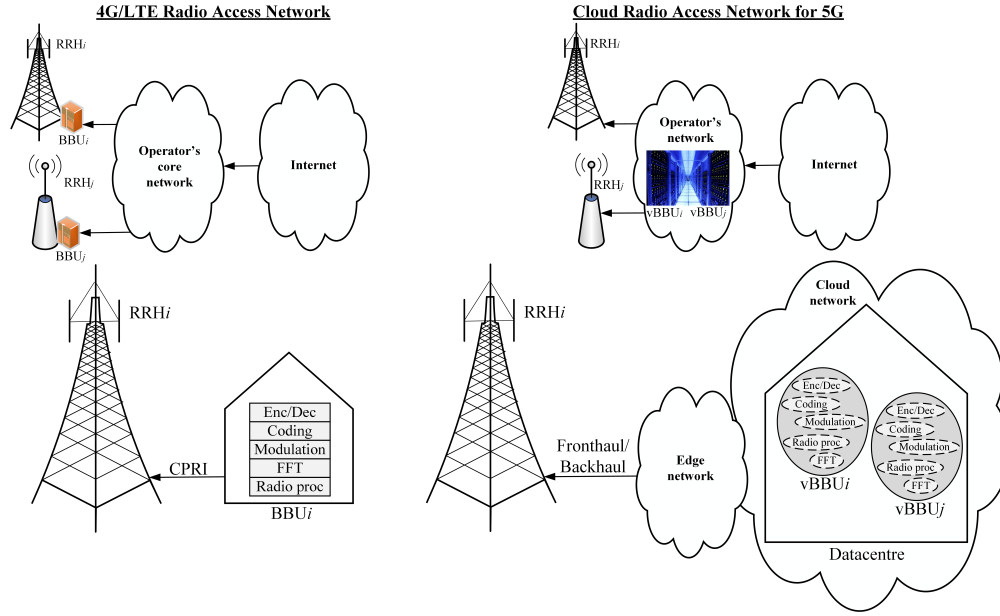 4G/LTE Radio Access Network
RRHi
BBUi
RRHj
BBUj
Operator's
core
network
Internet
RRHi
CPRI
Enc/Dec
Coding
Modulation
FFT
Radio proc
BBUi
Cloud Radio Access Network for 5G
RRHi
RRHj
Operator's
network
vBBUi vBBUj
Internet
RRHi
Fronthaul/
Backhaul
Edge
network
Cloud
network
Enc/Dec
Coding
Modulation
Radio proc
FFT
vBBUi
Enc/Dec
Coding
Modulation
Radio proc
FFT
vBBUj
Datacentre